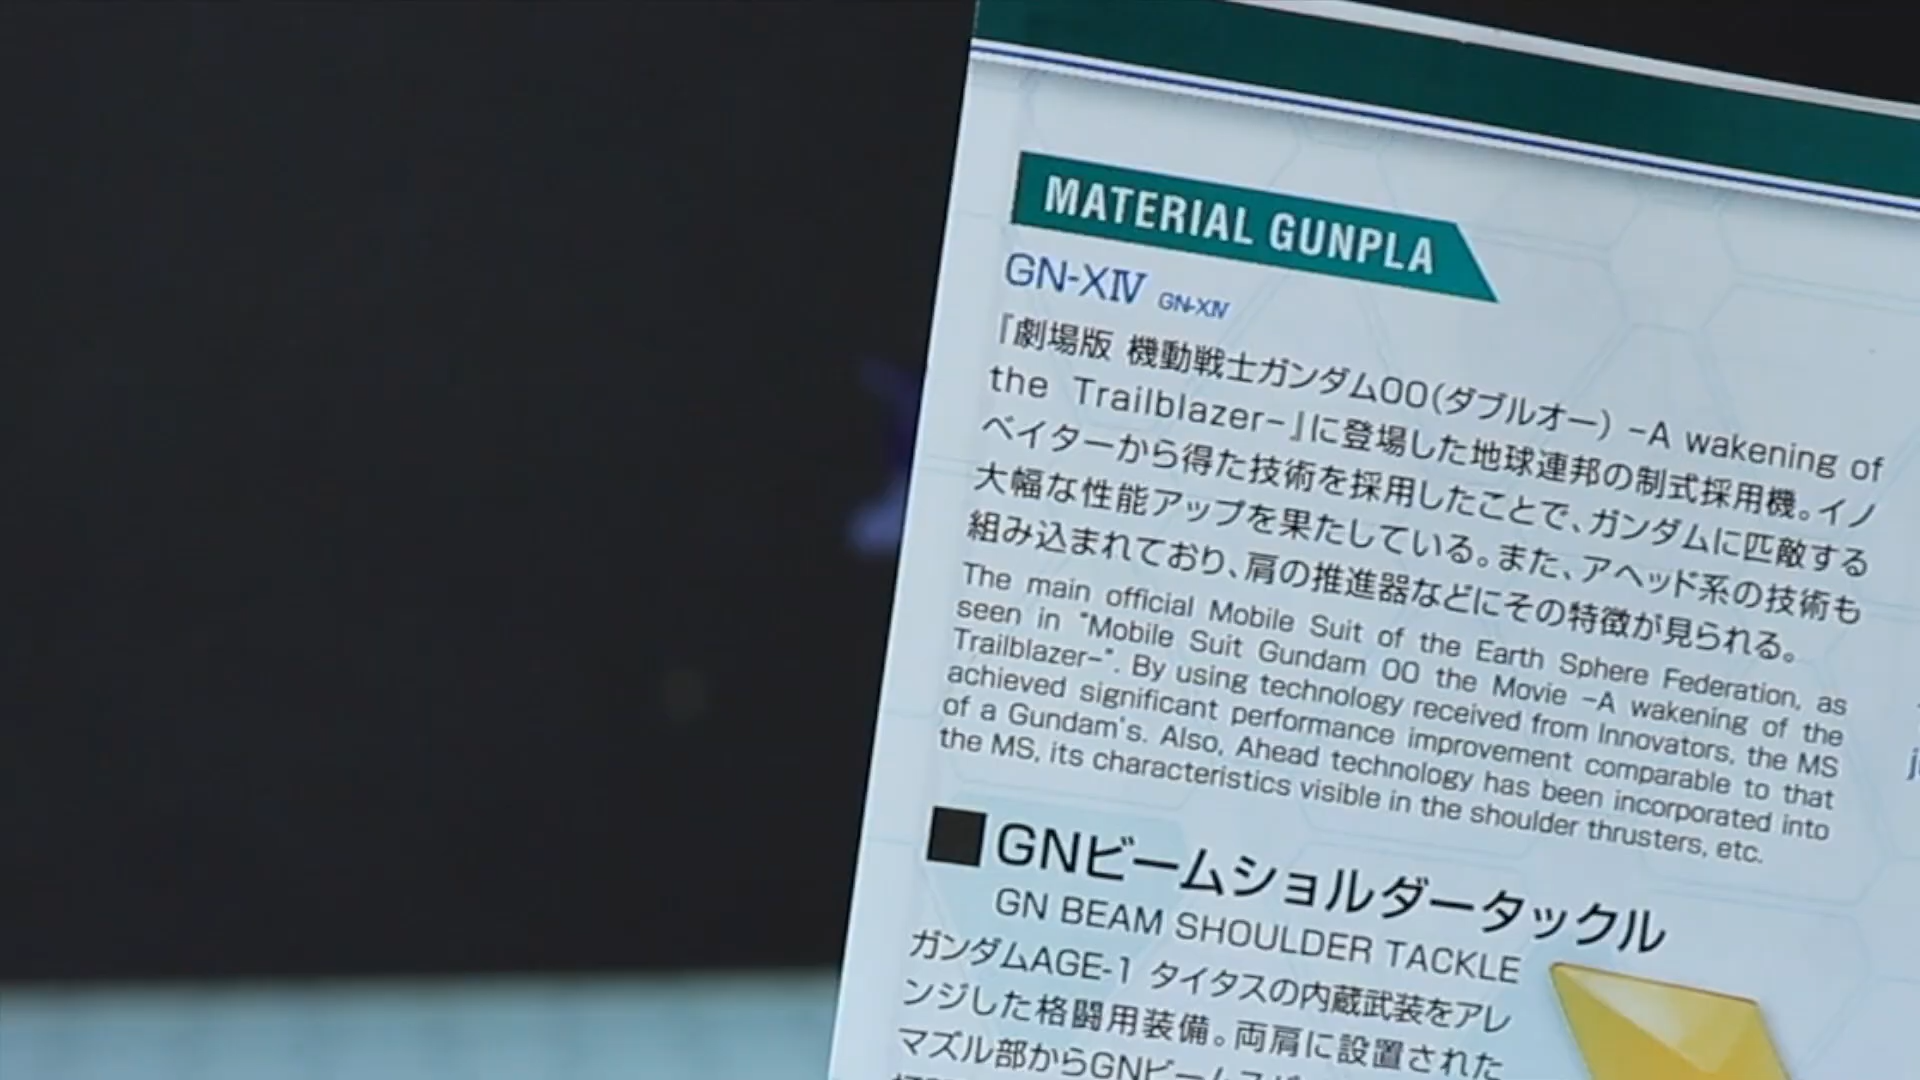 MATERIAL GUNPLA
GN-XⅣ GN-XⅣ
『劇場版 機動戦士ガンダム00(ダブルオー) -A wakening of
the Trailblazer-』に登場した地球連邦の制式採用機。イノ
ベイターから得た技術を採用したことで、ガンダムに匹敵する
大幅な性能アップを果たしている。また、アヘッド系の技術も
組み込まれており、肩の推進器などにその特徴が見られる。
The main official Mobile Suit of the Earth Sphere Federation, as
seen in "Mobile Suit Gundam 00 the Movie -A wakening of the
Trailblazer-". By using technology received from Innovators, the MS
achieved significant performance improvement comparable to that
of a Gundam's. Also, Ahead technology has been incorporated into
the MS, its characteristics visible in the shoulder thrusters, etc.
■GNビームショルダータックル
GN BEAM SHOULDER TACKLE
ガンダムAGE-1 タイタスの内蔵武装をアレ
ンジした格闘用装備。両肩に設置された
マズル部からGNビーム